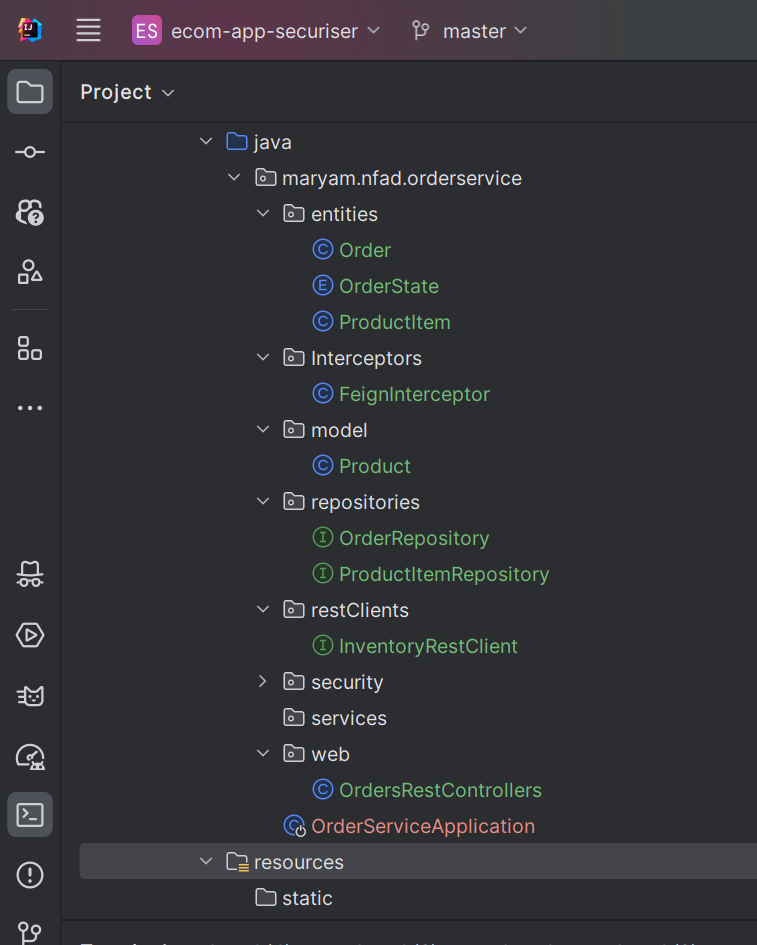 ES ecom-app-securiser master
Project
java
maryam.nfad.orderservice
entities
C Order
E OrderState
C ProductItem
Interceptors
C FeignInterceptor
model
C Product
repositories
I OrderRepository
I ProductItemRepository
restClients
I InventoryRestClient
security
services
web
C OrdersRestControllers
C OrderServiceApplication
resources
static